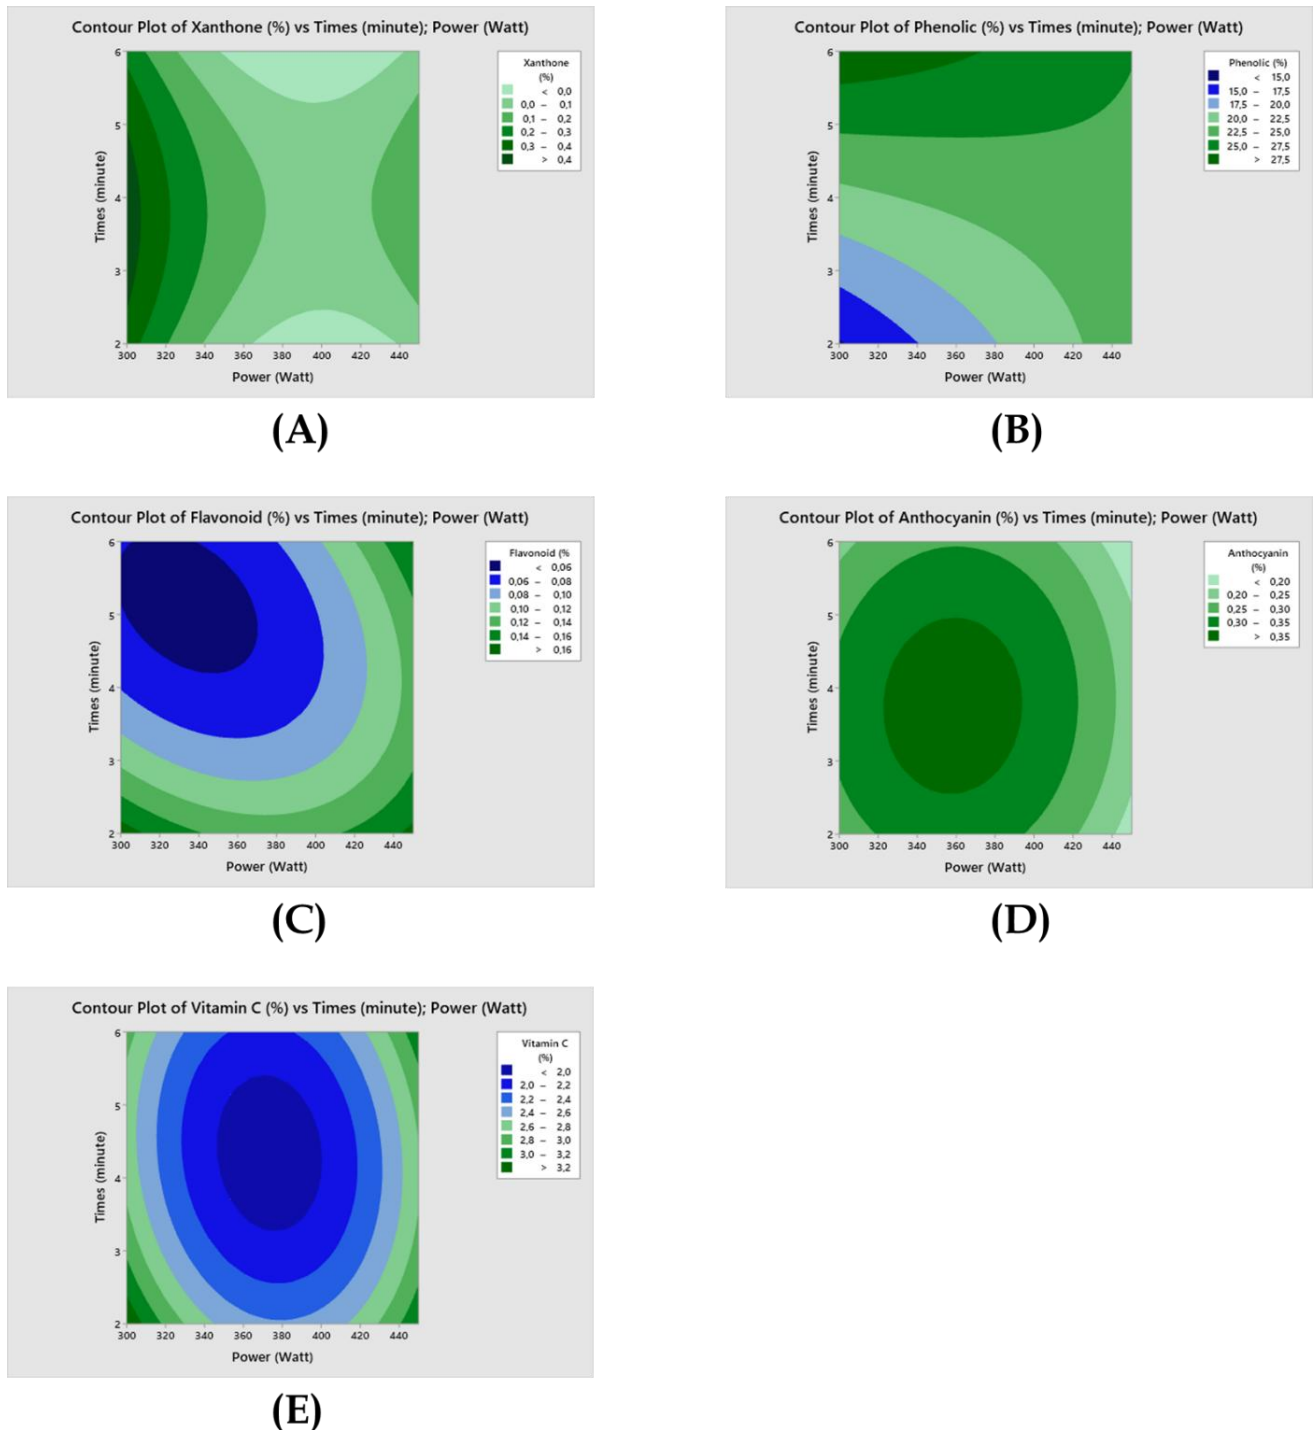 Contour Plot of Xanthone (%) vs Times (minute); Power (Watt)
Xanthone
(%)
< 0,0
0,0 – 0,1
0,1 – 0,2
0,2 – 0,3
0,3 – 0,4
> 0,4
6
5
4
3
2
Times (minute)
300 320 340 360 380 400 420 440
Power (Watt)
(A)
Contour Plot of Phenolic (%) vs Times (minute); Power (Watt)
Phenolic (%)
< 15,0
15,0 – 17,5
17,5 – 20,0
20,0 – 22,5
22,5 – 25,0
25,0 – 27,5
> 27,5
6
5
4
3
2
Times (minute)
300 320 340 360 380 400 420 440
Power (Watt)
(B)
Contour Plot of Flavonoid (%) vs Times (minute); Power (Watt)
Flavonoid (%
< 0,06
0,06 – 0,08
0,08 – 0,10
0,10 – 0,12
0,12 – 0,14
0,14 – 0,16
> 0,16
6
5
4
3
2
Times (minute)
300 320 340 360 380 400 420 440
Power (Watt)
(C)
Contour Plot of Anthocyanin (%) vs Times (minute); Power (Watt)
Anthocyanin
(%)
< 0,20
0,20 – 0,25
0,25 – 0,30
0,30 – 0,35
> 0,35
6
5
4
3
2
Times (minute)
300 320 340 360 380 400 420 440
Power (Watt)
(D)
Contour Plot of Vitamin C (%) vs Times (minute); Power (Watt)
Vitamin C
(%)
< 2,0
2,0 – 2,2
2,2 – 2,4
2,4 – 2,6
2,6 – 2,8
2,8 – 3,0
3,0 – 3,2
> 3,2
6
5
4
3
2
Times (minute)
300 320 340 360 380 400 420 440
Power (Watt)
(E)